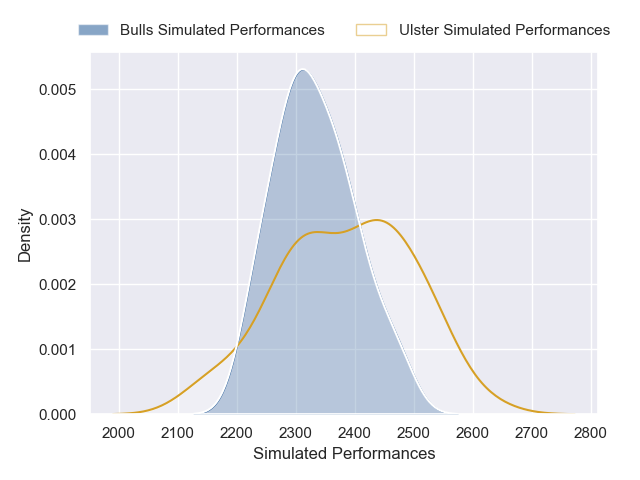 Bulls Simulated Performances Ulster Simulated Performances
0.005
0.004
0.003
0.002
0.001
0.000
Density
2000 2100 2200 2300 2400 2500 2600 2700 2800
Simulated Performances